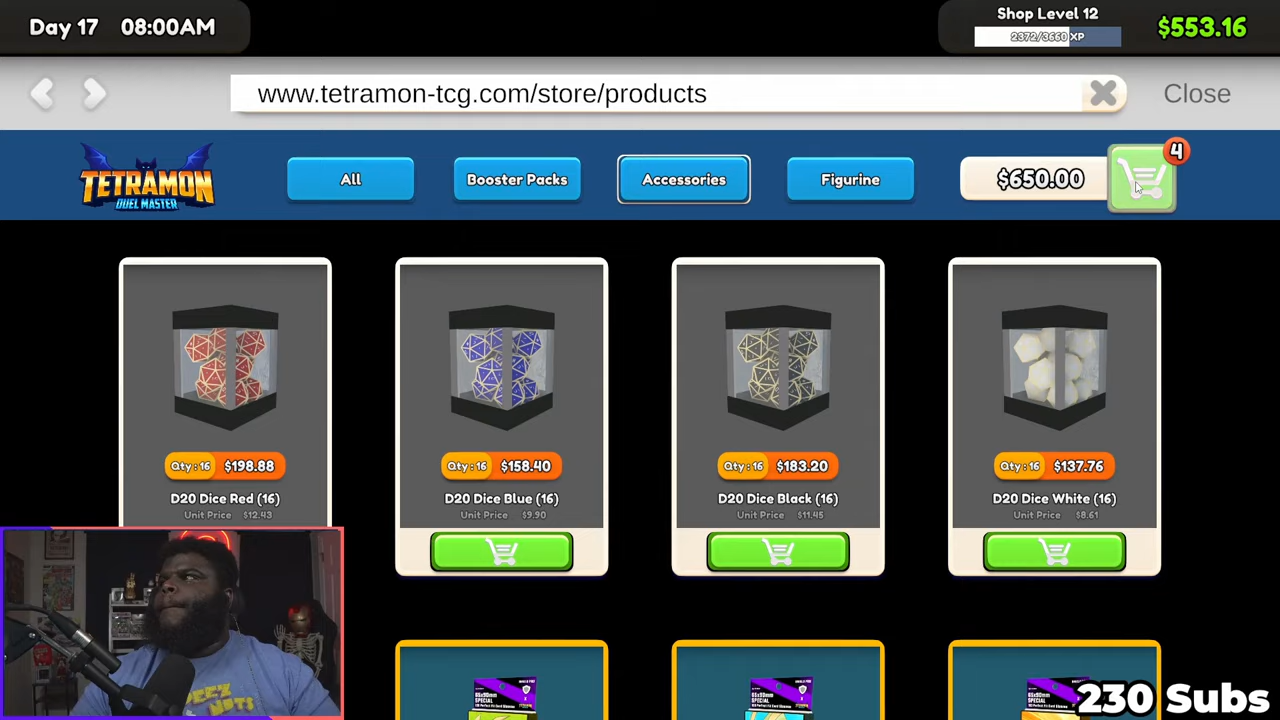 Day 17 08:00AM
Shop Level 12
2372/3660 XP
$553.16
www.tetramon-tcg.com/store/products
Close
TETRAMON
DUEL MASTER
All
Booster Packs
Accessories
Figurine
$650.00
4
Qty : 16 $198.88
D20 Dice Red (16)
Unit Price $12.43
Qty : 16 $158.40
D20 Dice Blue (16)
Unit Price $9.90
Qty : 16 $183.20
D20 Dice Black (16)
Unit Price $11.45
Qty : 16 $137.76
D20 Dice White (16)
Unit Price $8.61
SPECIAL
SPECIAL
SPECIAL
230 Subs